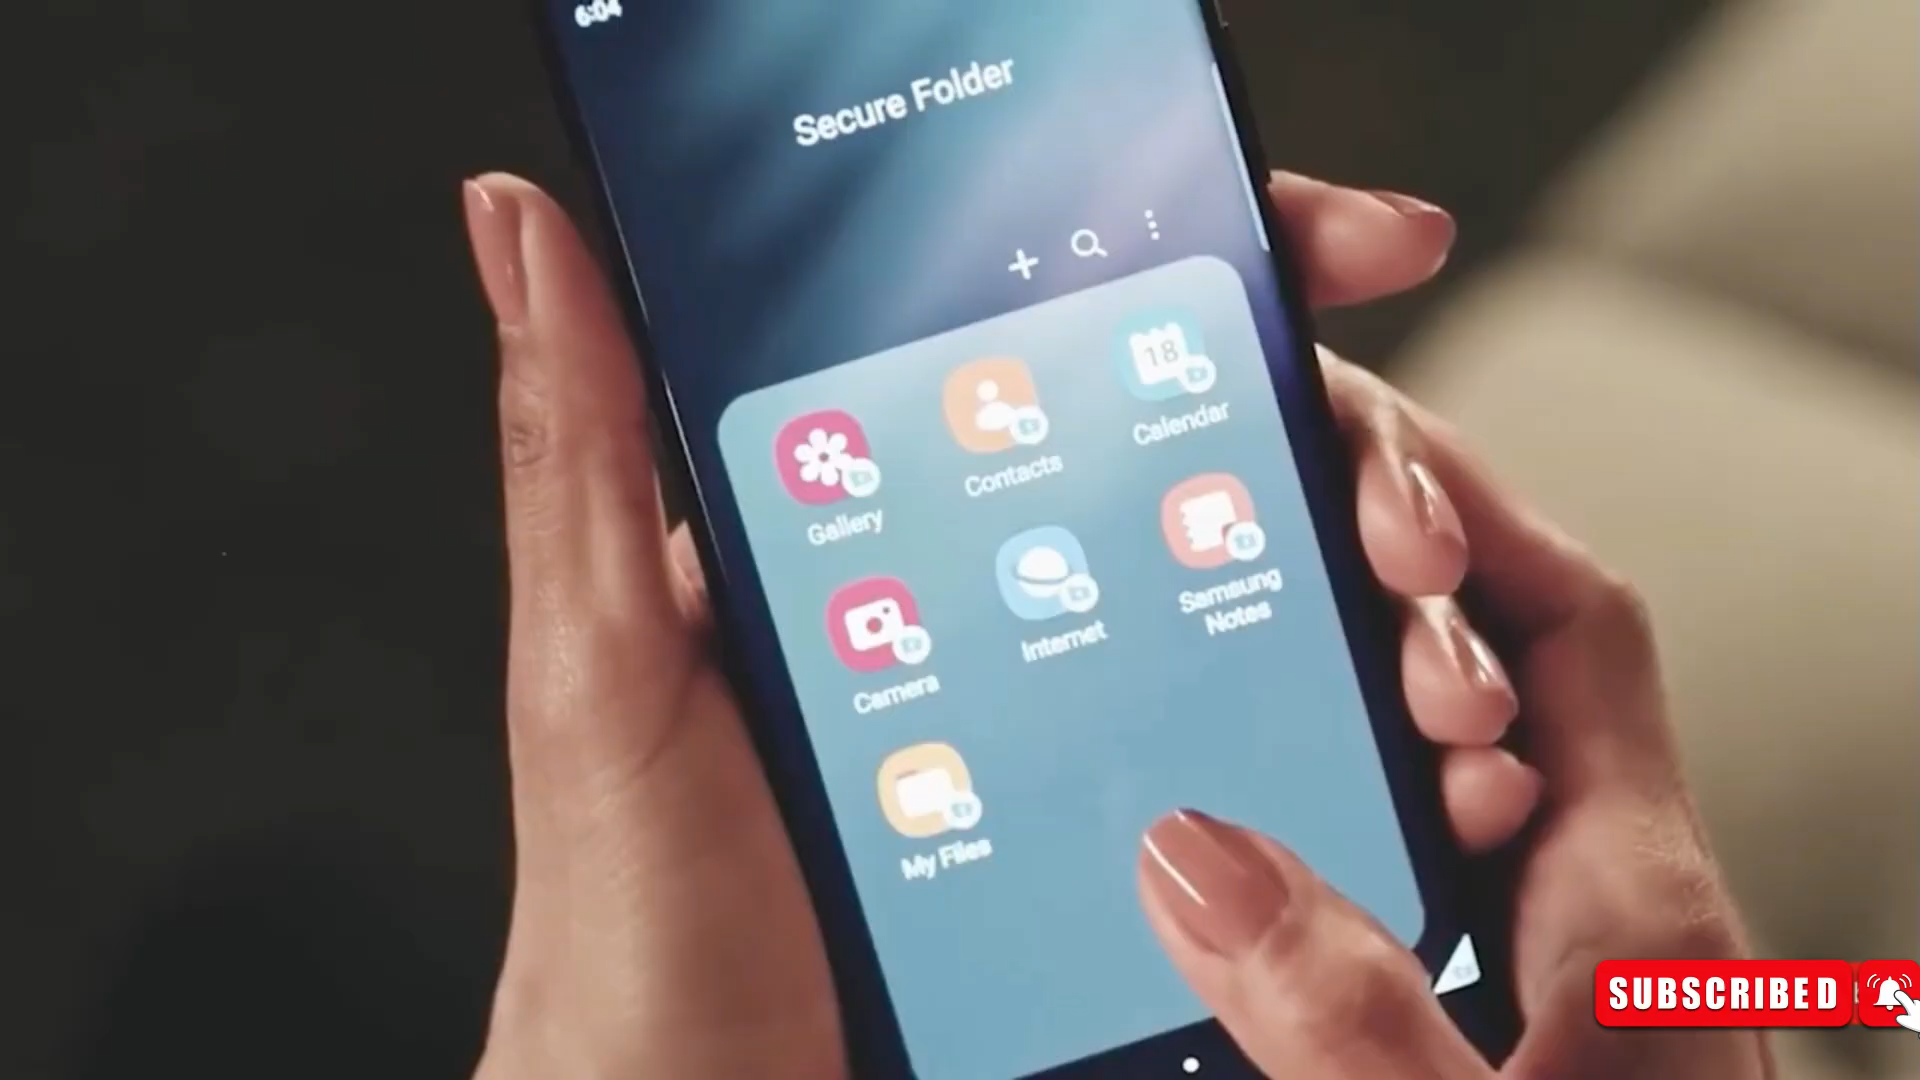 6:04
Secure Folder
18
Gallery
Contacts
Calendar
Camera
Internet
Samsung
Notes
My Files
SUBSCRIBED